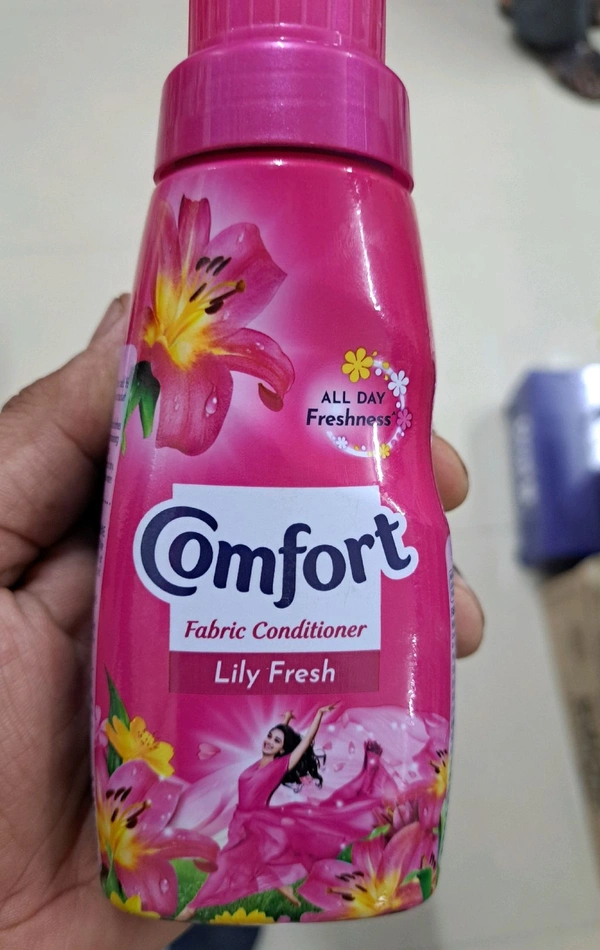 ALL DAY
Freshness
Comfort
Fabric Conditioner
Lily Fresh